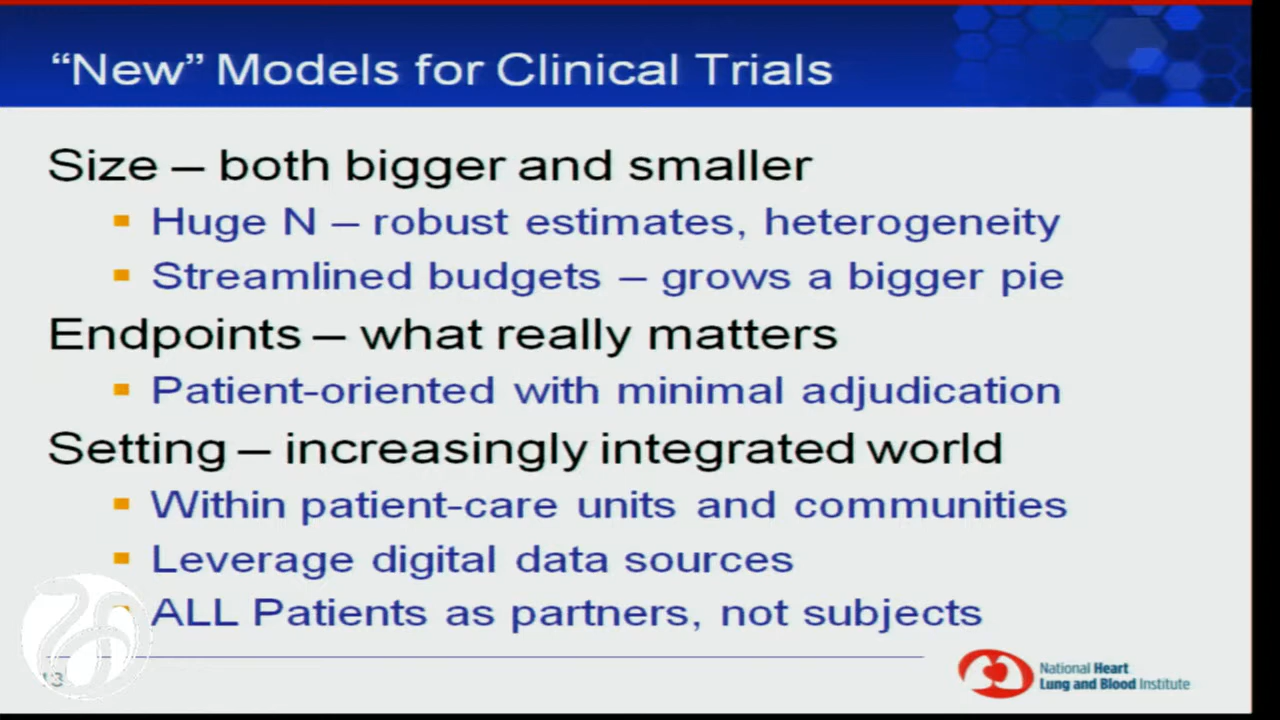 “New” Models for Clinical Trials
Size – both bigger and smaller
Huge N – robust estimates, heterogeneity
Streamlined budgets – grows a bigger pie
Endpoints – what really matters
Patient-oriented with minimal adjudication
Setting – increasingly integrated world
Within patient-care units and communities
Leverage digital data sources
ALL Patients as partners, not subjects
National Heart
Lung and Blood Institute